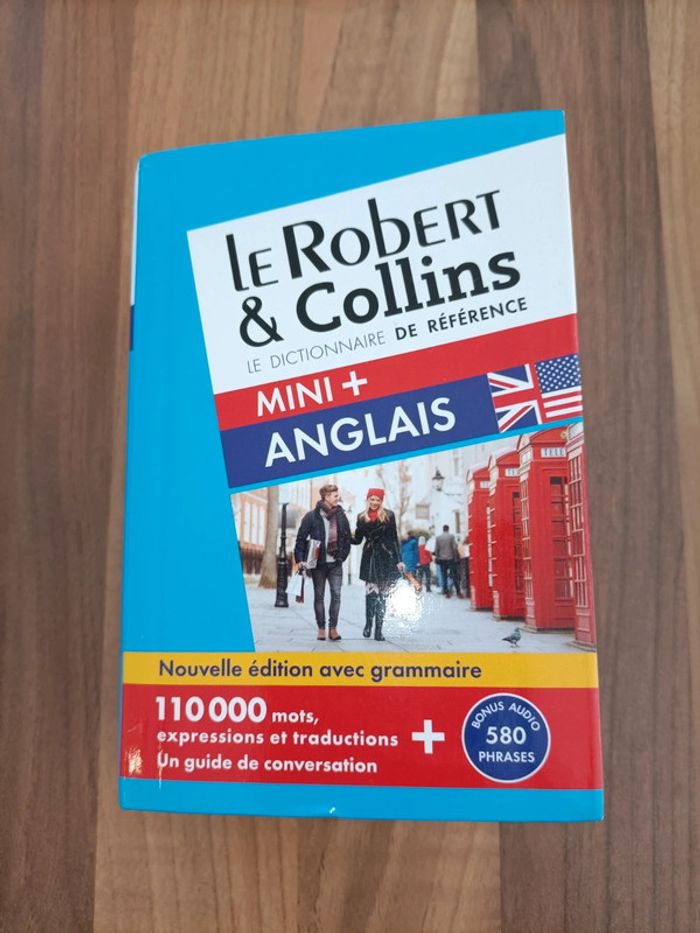 le Robert
& Collins
LE DICTIONNAIRE DE RÉFÉRENCE
MINI +
ANGLAIS
TELE
Nouvelle édition avec grammaire
110 000 mots,
expressions et traductions
Un guide de conversation
+
BONUS AUDIO
580
PHRASES